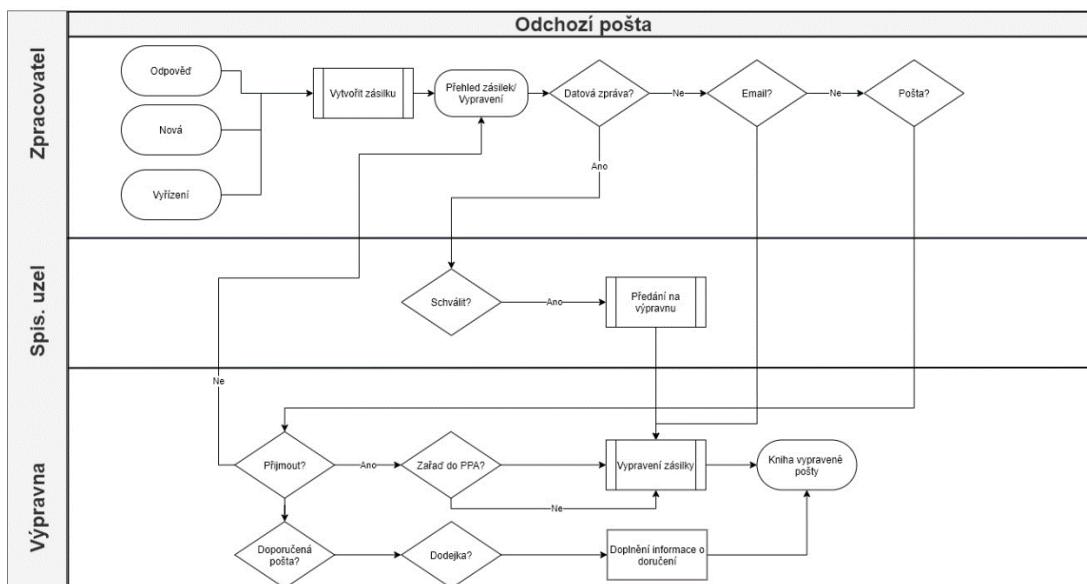 Odchozí pošta
Zpracovatel
Odpověď
Nová
Vyřízení
Vytvořit zásilku
Přehled zásilek/
Vypravení
Datová zpráva?
Ne
Email?
Ne
Pošta?
Ano
Spis. uzel
Schválit?
Ano
Předání na
výpravnu
Ne
Výpravna
Přijmout?
Ano
Zařaď do PPA?
Ne
Vypravení zásilky
Kniha vypravené
pošty
Doporučená
pošta?
Dodejka?
Doplnění informace o
doručení